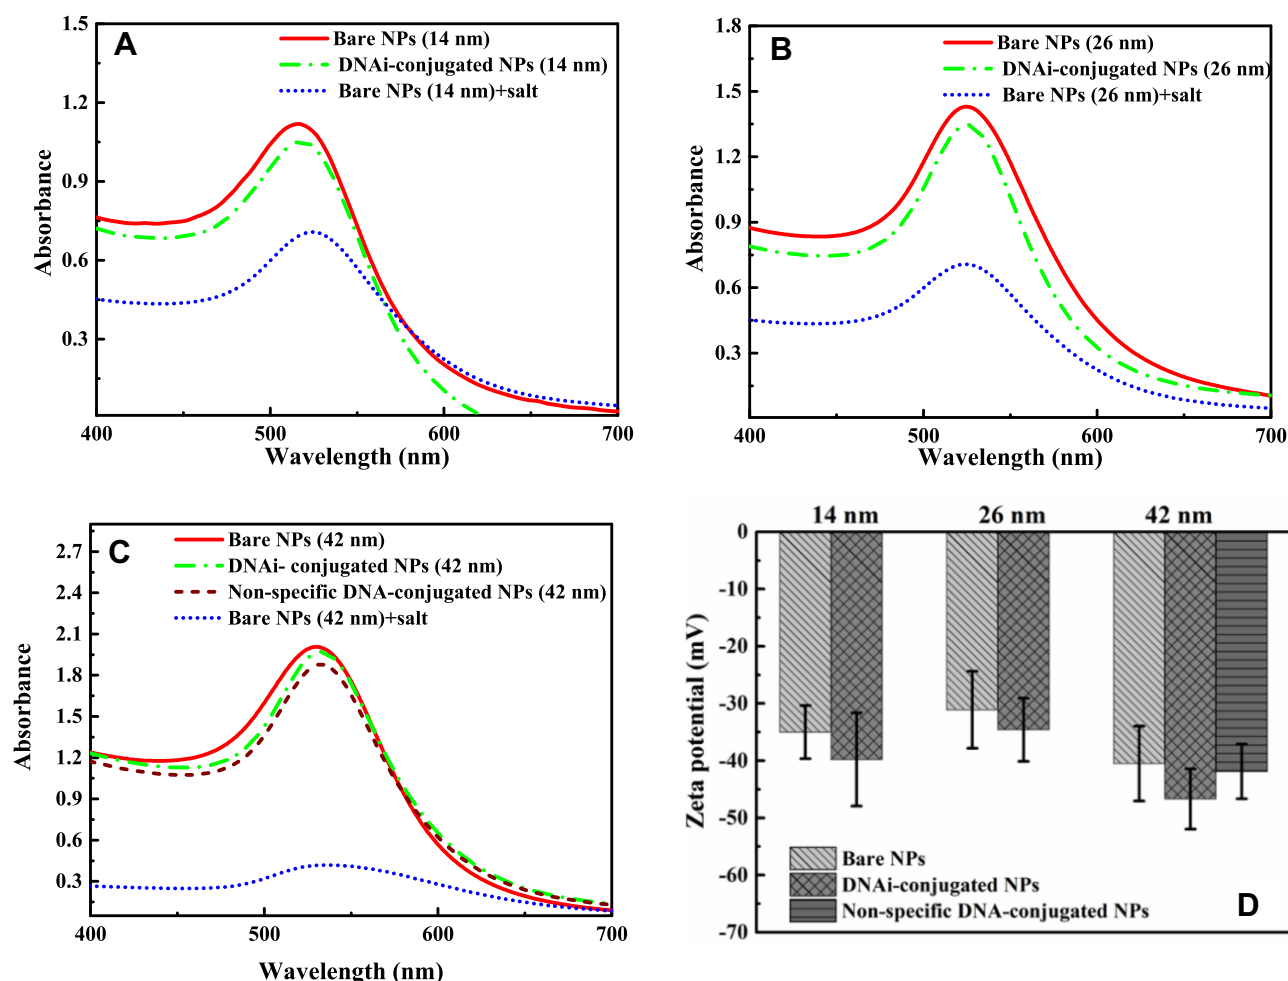 A
Bare NPs (14 nm)
DNAi-conjugated NPs (14 nm)
Bare NPs (14 nm)+salt
1.5
1.2
0.9
0.6
0.3
Absorbance
400
500
600
700
Wavelength (nm)
B
Bare NPs (26 nm)
DNAi-conjugated NPs (26 nm)
Bare NPs (26 nm)+salt
1.8
1.5
1.2
0.9
0.6
0.3
Absorbance
400
500
600
700
Wavelength (nm)
C
Bare NPs (42 nm)
DNAi- conjugated NPs (42 nm)
Non-specific DNA-conjugated NPs (42 nm)
Bare NPs (42 nm)+salt
2.7
2.4
2.1
1.8
1.5
1.2
0.9
0.6
0.3
Absorbance
400
500
600
700
Wavelength (nm)
14 nm
26 nm
42 nm
0
-10
-20
-30
-40
-50
-60
-70
Zeta potential (mV)
Bare NPs
DNAi-conjugated NPs
Non-specific DNA-conjugated NPs
D